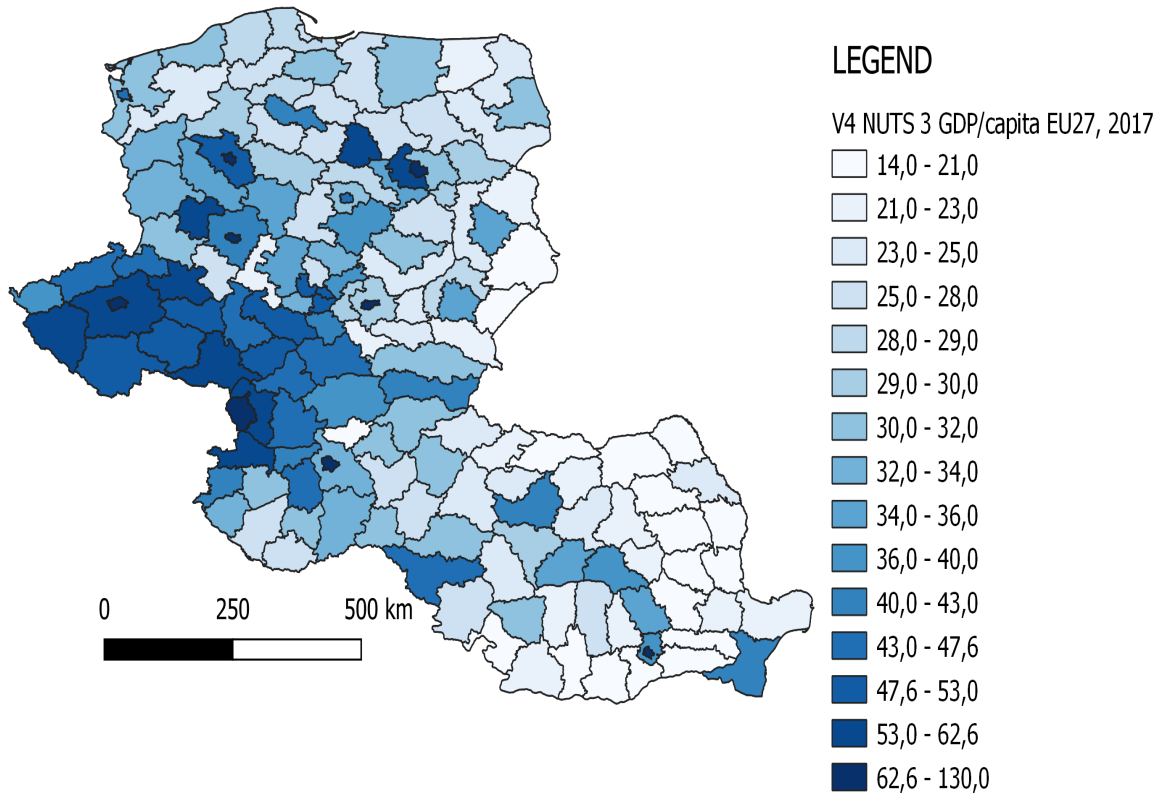 LEGEND
V4 NUTS 3 GDP/capita EU27, 2017
14,0 - 21,0
21,0 - 23,0
23,0 - 25,0
25,0 - 28,0
28,0 - 29,0
29,0 - 30,0
30,0 - 32,0
32,0 - 34,0
34,0 - 36,0
36,0 - 40,0
40,0 - 43,0
43,0 - 47,6
47,6 - 53,0
53,0 - 62,6
62,6 - 130,0
0 250 500 km